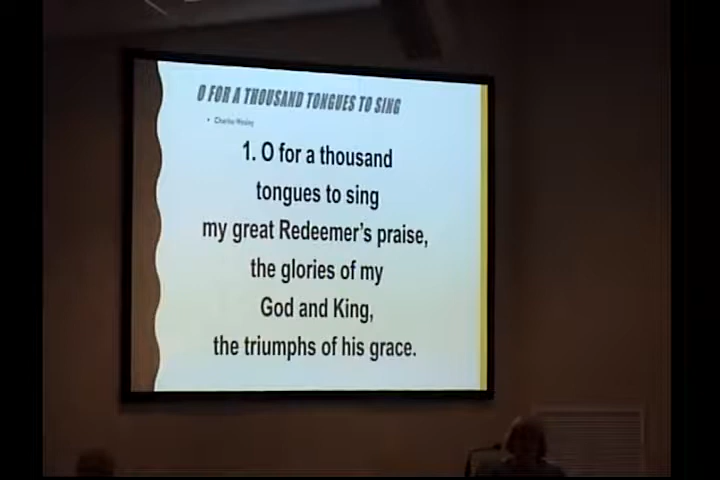 O FOR A THOUSAND TONGUES TO SING
• Charles Wesley
1. O for a thousand
tongues to sing
my great Redeemer's praise,
the glories of my
God and King,
the triumphs of his grace.